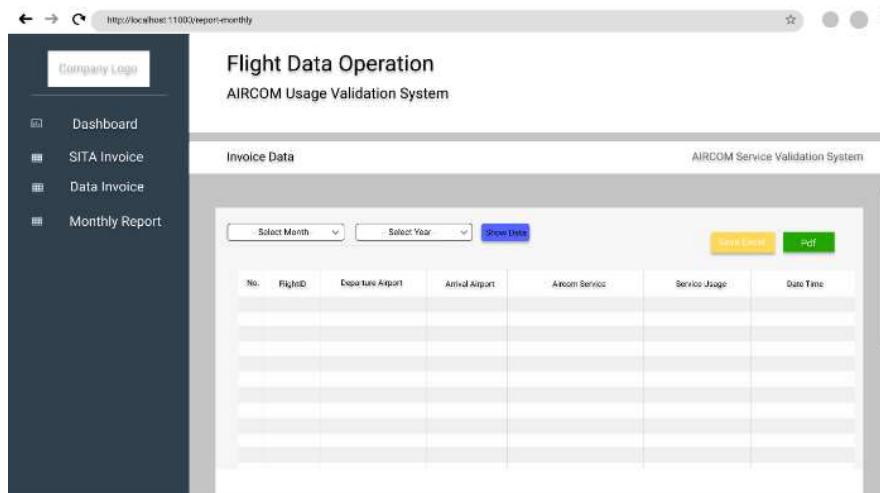 http://localhost:11000/report-monthly
Company Logo
Flight Data Operation
AIRCOM Usage Validation System
Dashboard
SITA Invoice
Data Invoice
Monthly Report
Invoice Data
AIRCOM Service Validation System
- Select Month -
- Select Year -
Show Data
Save Excel
Pdf
No.
FlightID
Departure Airport
Arrival Airport
Aircom Service
Service Usage
Date Time